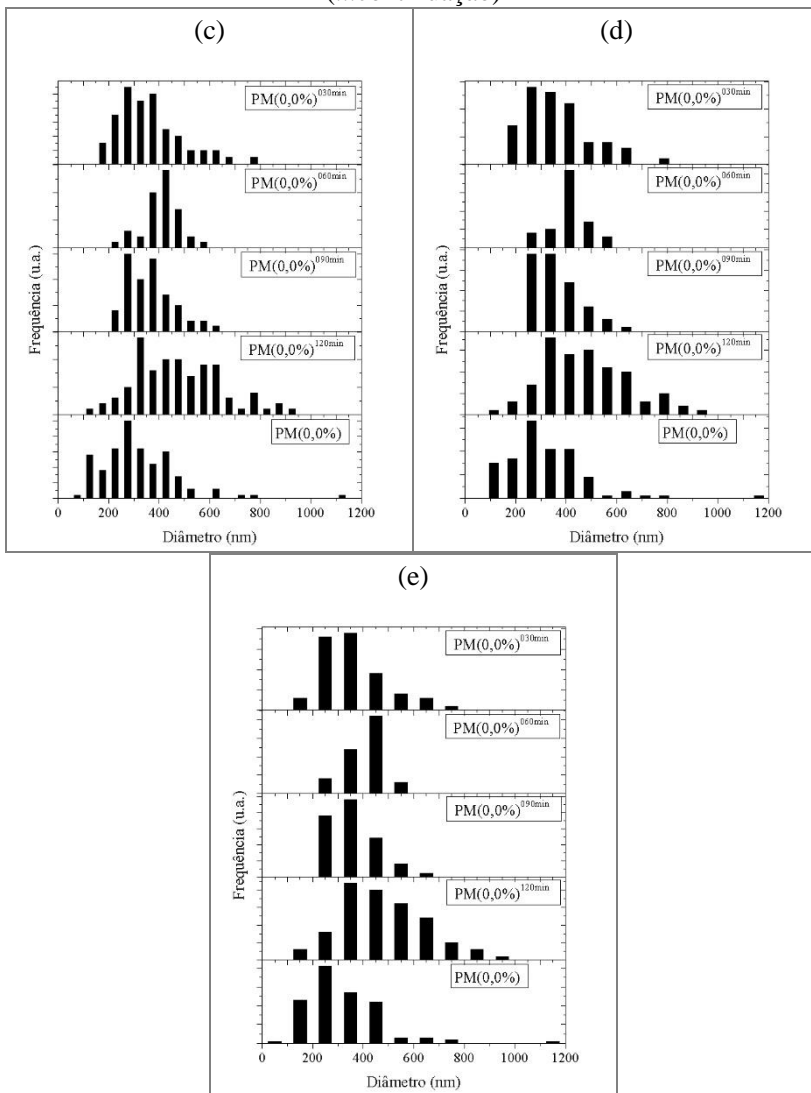 (c)
PM(0,0%)030min
PM(0,0%)060min
PM(0,0%)090min
PM(0,0%)120min
PM(0,0%)
Frequência (u.a.)
0 200 400 600 800 1000 1200
Diâmetro (nm)
(d)
PM(0,0%)030min
PM(0,0%)060min
PM(0,0%)090min
PM(0,0%)120min
PM(0,0%)
Frequência (u.a.)
0 200 400 600 800 1000 1200
Diâmetro (nm)
(e)
PM(0,0%)030min
PM(0,0%)060min
PM(0,0%)090min
PM(0,0%)120min
PM(0,0%)
Frequência (u.a.)
0 200 400 600 800 1000 1200
Diâmetro (nm)